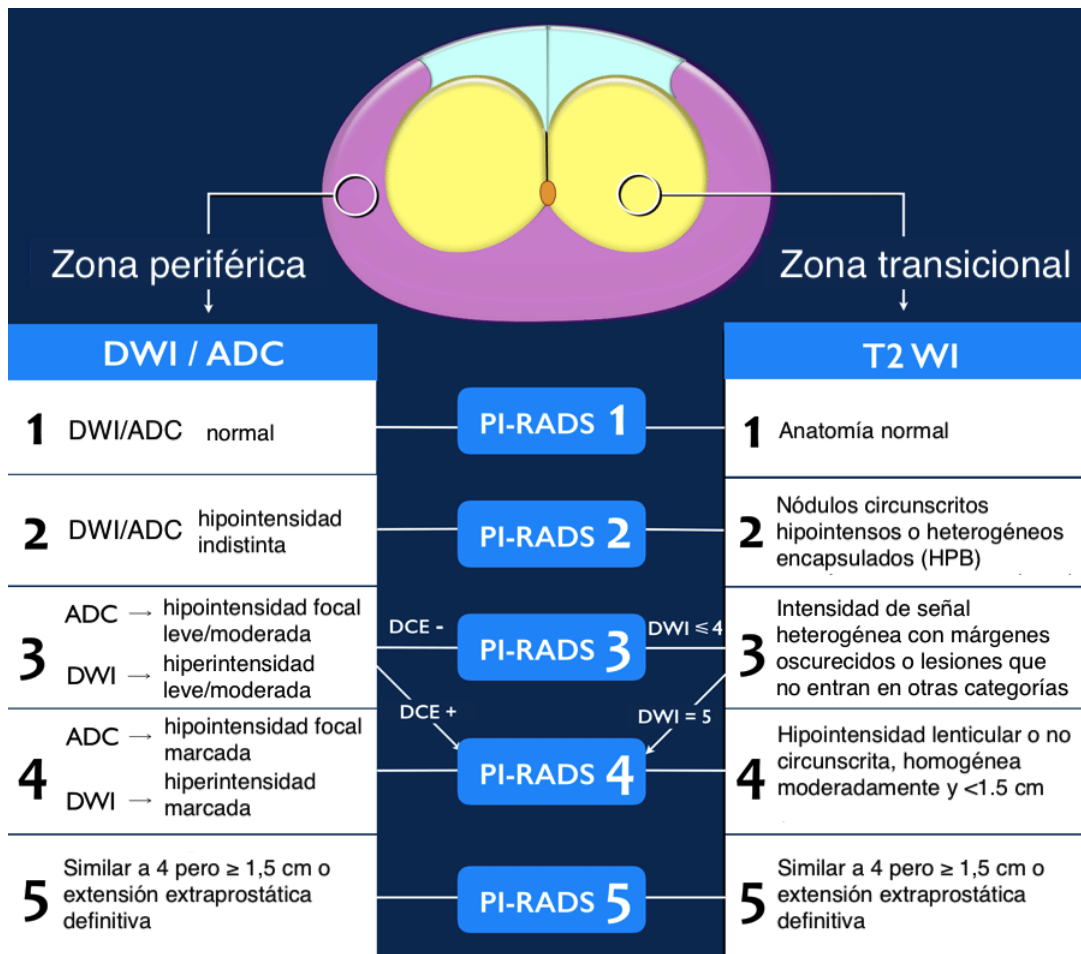 Zona periférica
Zona transicional
DWI / ADC
T2 WI
1 DWI/ADC normal
PI-RADS 1
1 Anatomía normal
2 DWI/ADC hipointensidad
indistinta
PI-RADS 2
2 Nódulos circunscritos
hipointensos o heterogéneos
encapsulados (HPB)
3 ADC → hipointensidad focal
leve/moderada
DWI → hiperintensidad
leve/moderada
DCE -
PI-RADS 3
DWI ≤ 4
DCE +
DWI = 5
3 Intensidad de señal
heterogénea con márgenes
oscurecidos o lesiones que
no entran en otras categorías
4 ADC → hipointensidad focal
marcada
DWI → hiperintensidad
marcada
PI-RADS 4
4 Hipointensidad lenticular o no
circunscrita, homogénea
moderadamente y <1.5 cm
5 Similar a 4 pero ≥ 1,5 cm o
extensión extraprostática
definitiva
PI-RADS 5
5 Similar a 4 pero ≥ 1,5 cm o
extensión extraprostática
definitiva